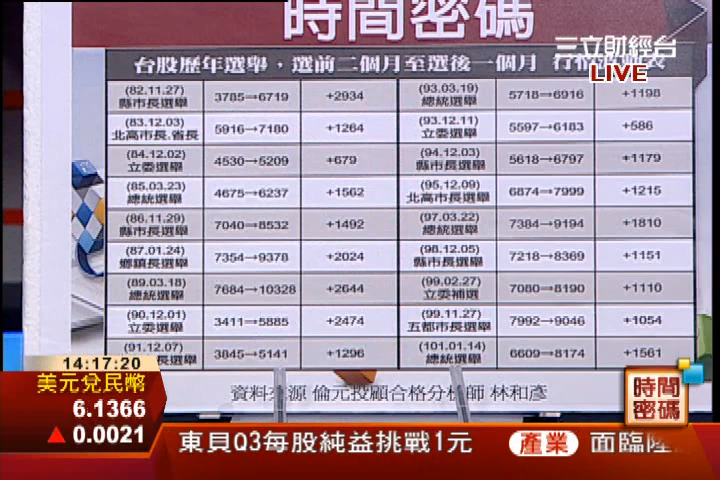 時間密碼
三立財經台
LIVE
台股歷年選舉,選前二個月至選後一個月
(82.11.27) 縣市長選舉 3785→6719 +2934
(83.12.03) 北高市長.省長 5916→7180 +1264
(84.12.02) 立委選舉 4530→5209 +679
(85.03.23) 總統選舉 4675→6237 +1562
(86.11.29) 縣市長選舉 7040→8532 +1492
(87.01.24) 鄉鎮長選舉 7354→9378 +2024
(89.03.18) 總統選舉 7684→10328 +2644
(90.12.01) 立委選舉 3411→5885 +2474
(91.12.07) 長選舉 3845→5141 +1296
(93.03.19) 總統選舉 5718→6916 +1198
(93.12.11) 立委選舉 5597→6183 +586
(94.12.03) 縣市長選舉 5618→6797 +1179
(95.12.09) 北高市長選舉 6874→7999 +1215
(97.03.22) 總統選舉 7384→9194 +1810
(98.12.05) 縣市長選舉 7218→8369 +1151
(99.02.27) 立委補選 7080→8190 +1110
(99.11.27) 五都市長選舉 7992→9046 +1054
(101.01.14) 總統選舉 6609→8174 +1561
資料來源 倫元投顧合格分析師 林和彥
14:17:20
美元兌民幣
6.1366
▲0.0021
時間密碼
東貝Q3每股純益挑戰1元
產業
面臨陸